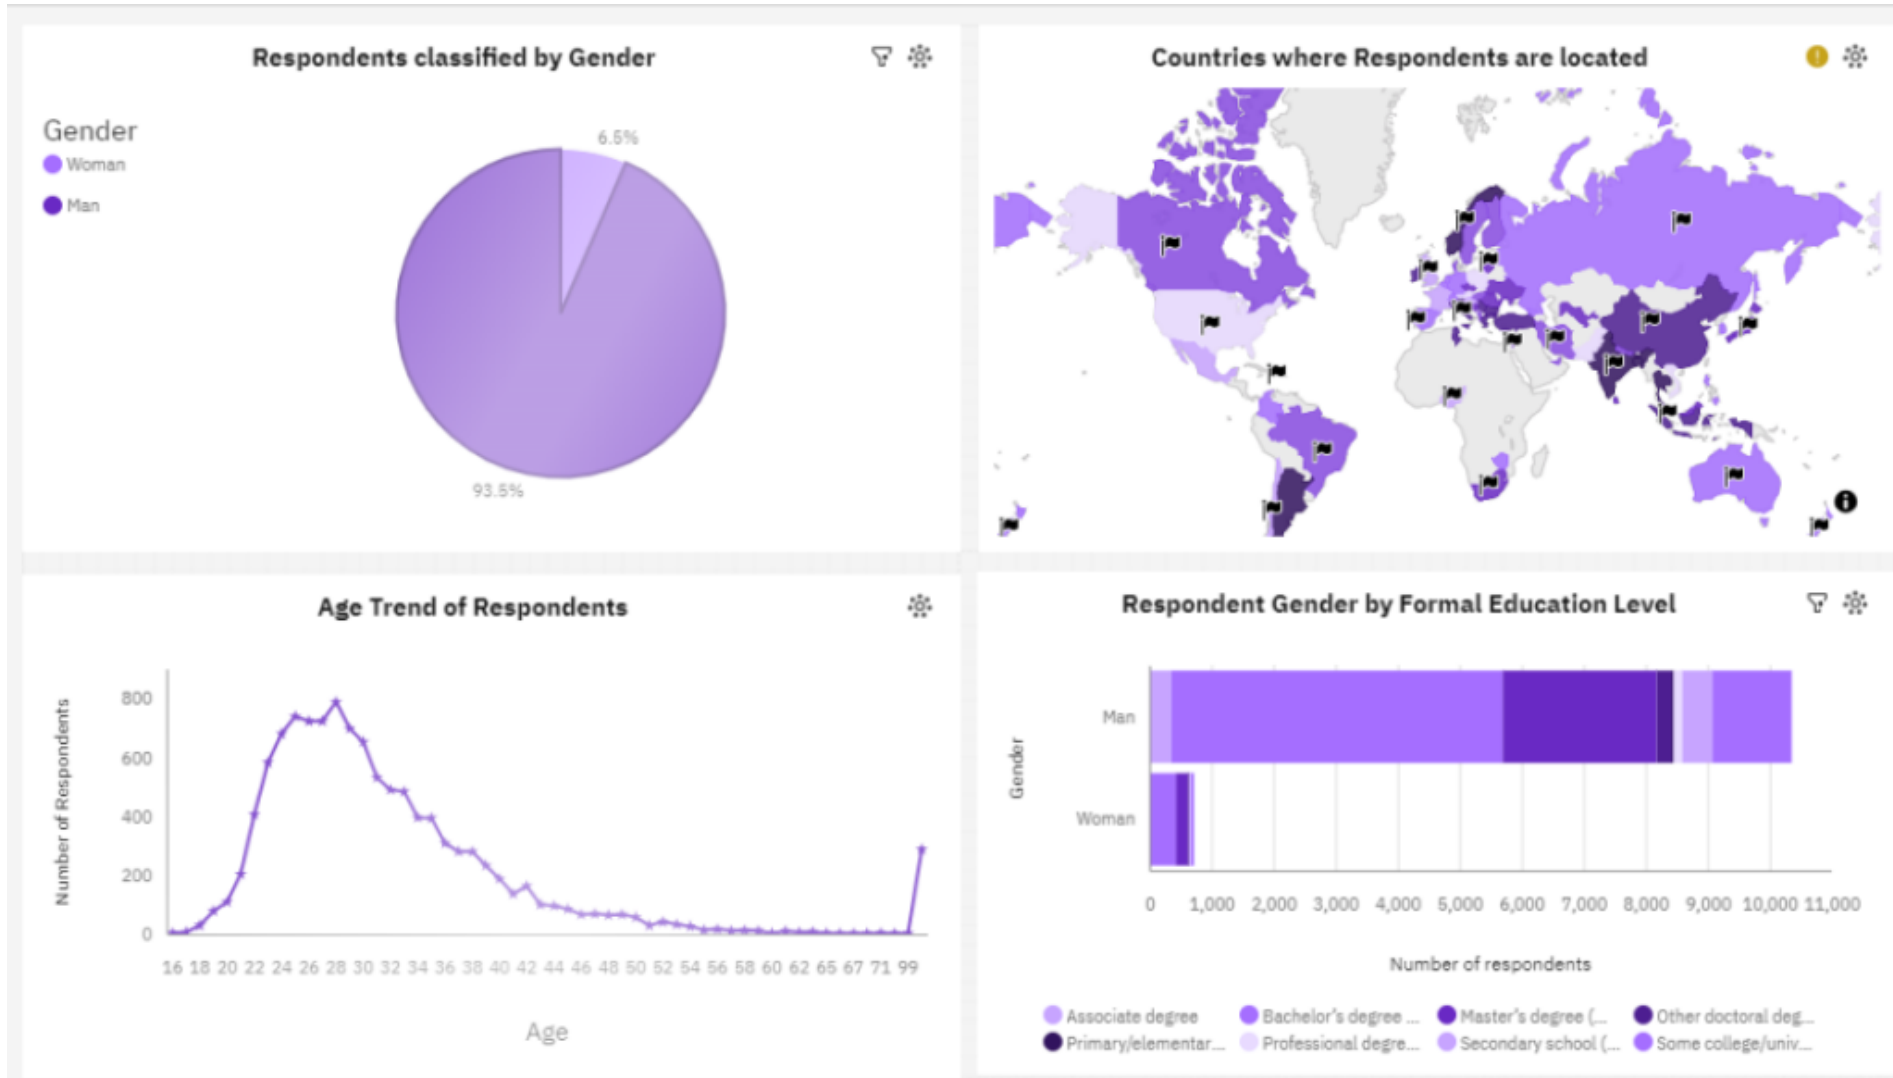 Respondents classified by Gender
Gender
Woman
Man
6.5%
93.5%
Countries where Respondents are located
Age Trend of Respondents
Number of Respondents
800
600
400
200
0
16 18 20 22 24 26 28 30 32 34 36 38 40 42 44 46 48 50 52 54 56 58 60 62 65 67 71 99
Age
Respondent Gender by Formal Education Level
Gender
Man
Woman
0 1,000 2,000 3,000 4,000 5,000 6,000 7,000 8,000 9,000 10,000 11,000
Number of respondents
Associate degree Bachelor's degree ... Master's degree (... Other doctoral deg...
Primary/elementar... Professional degre... Secondary school (... Some college/univ...